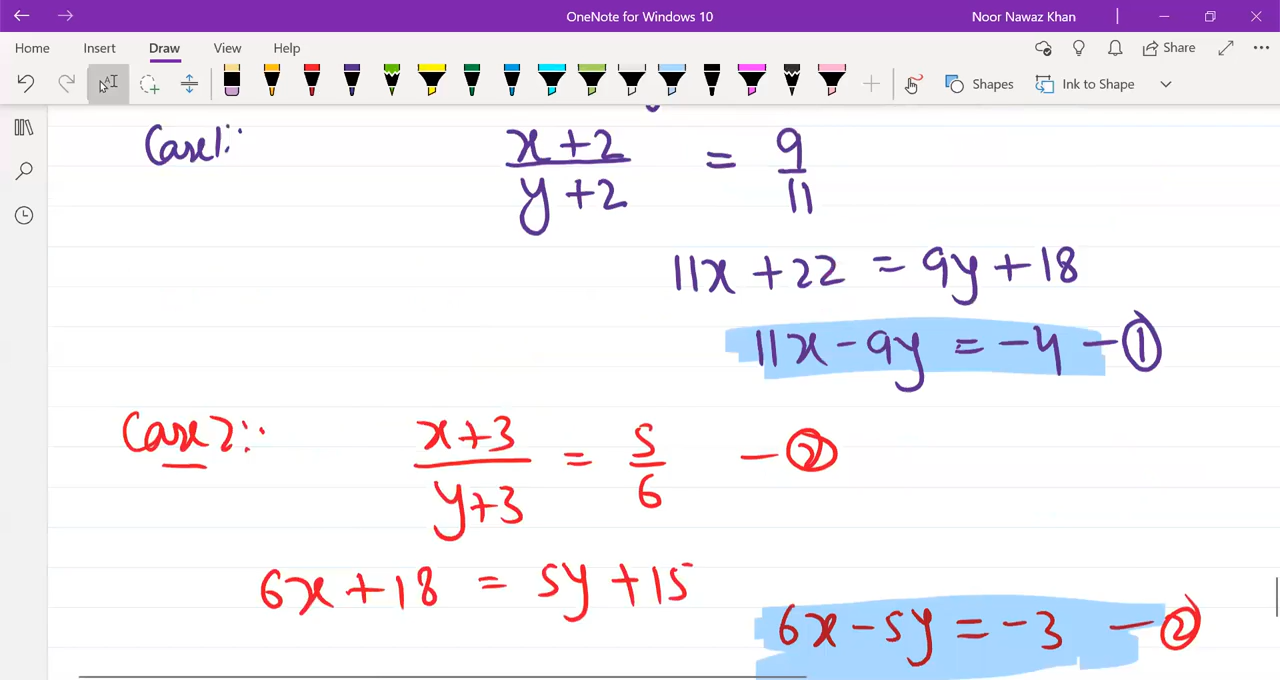 OneNote for Windows 10
Noor Nawaz Khan
Home Insert Draw View Help
Share
Shapes
Ink to Shape
Case1:
x+2 / y+2 = 9/11
11x + 22 = 9y + 18
11x - 9y = -4 - ①
Case 2:
x+3 / y+3 = 5/6 - ②
6x + 18 = 5y + 15
6x - 5y = -3 - ②